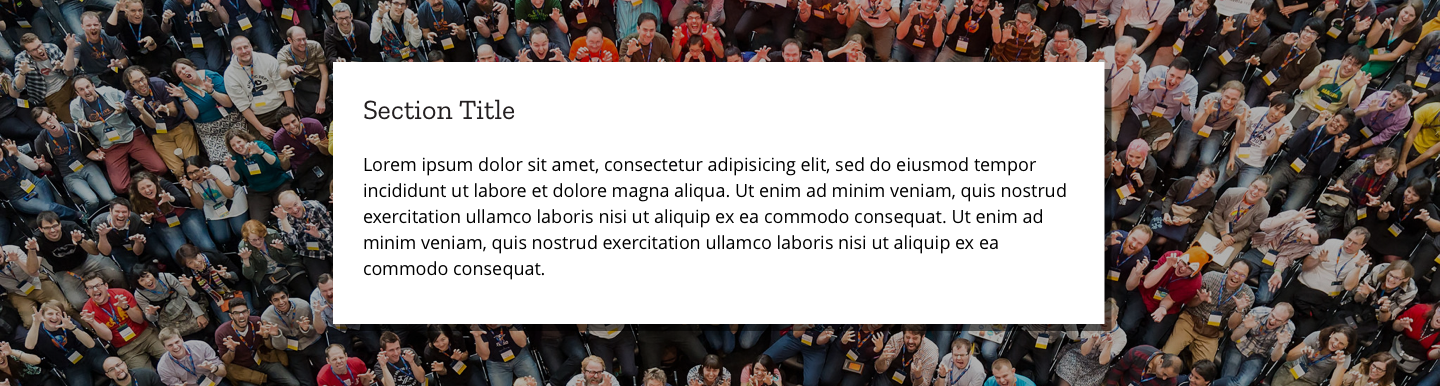 Section Title
Lorem ipsum dolor sit amet, consectetur adipisicing elit, sed do eiusmod tempor
incididunt ut labore et dolore magna aliqua. Ut enim ad minim veniam, quis nostrud
exercitation ullamco laboris nisi ut aliquip ex ea commodo consequat. Ut enim ad
minim veniam, quis nostrud exercitation ullamco laboris nisi ut aliquip ex ea
commodo consequat.